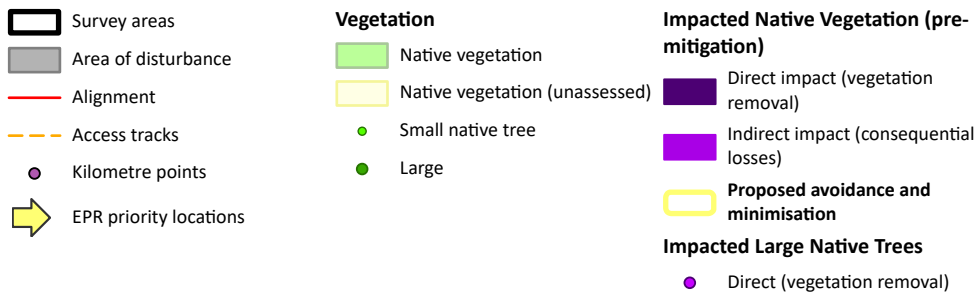 Survey areas
Area of disturbance
Alignment
Access tracks
Kilometre points
EPR priority locations
Vegetation
Native vegetation
Native vegetation (unassessed)
Small native tree
Large
Impacted Native Vegetation (pre-
mitigation)
Direct impact (vegetation
removal)
Indirect impact (consequential
losses)
Proposed avoidance and
minimisation
Impacted Large Native Trees
Direct (vegetation removal)